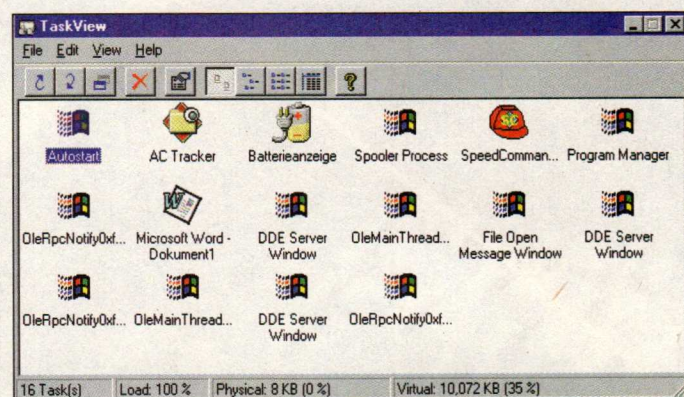 TaskView
File Edit View Help
Autostart AC Tracker Batterieanzeige Spooler Process SpeedComman... Program Manager
OleRpcNotify0xf... Microsoft Word - DDE Server OleMainThread... File Open DDE Server
Dokument1 Window Message Window Window
OleRpcNotify0xf... OleMainThread... DDE Server OleRpcNotify0xf...
Window
16 Task(s) Load: 100 % Physical: 8 KB (0 %) Virtual: 10,072 KB (35 %)